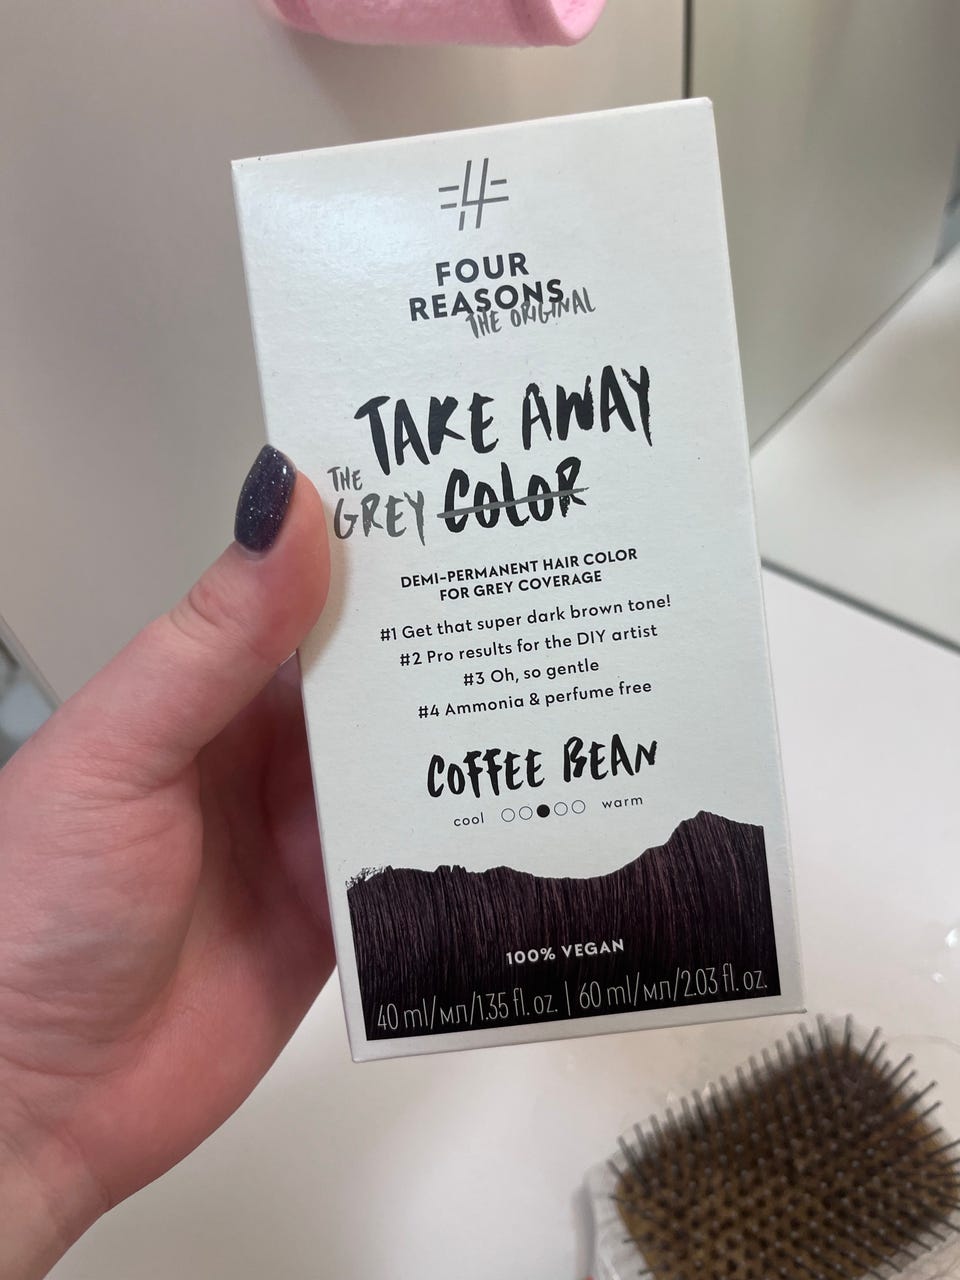 FOUR
REASONS
THE ORIGINAL
TAKE AWAY
THE
GREY COLOR
DEMI-PERMANENT HAIR COLOR
FOR GREY COVERAGE
#1 Get that super dark brown tone!
#2 Pro results for the DIY artist
#3 Oh, so gentle
#4 Ammonia & perfume free
COFFEE BEAN
cool warm
100% VEGAN
40 ml/мл/1.35 fl. oz. | 60 ml/мл/2.03 fl. oz.